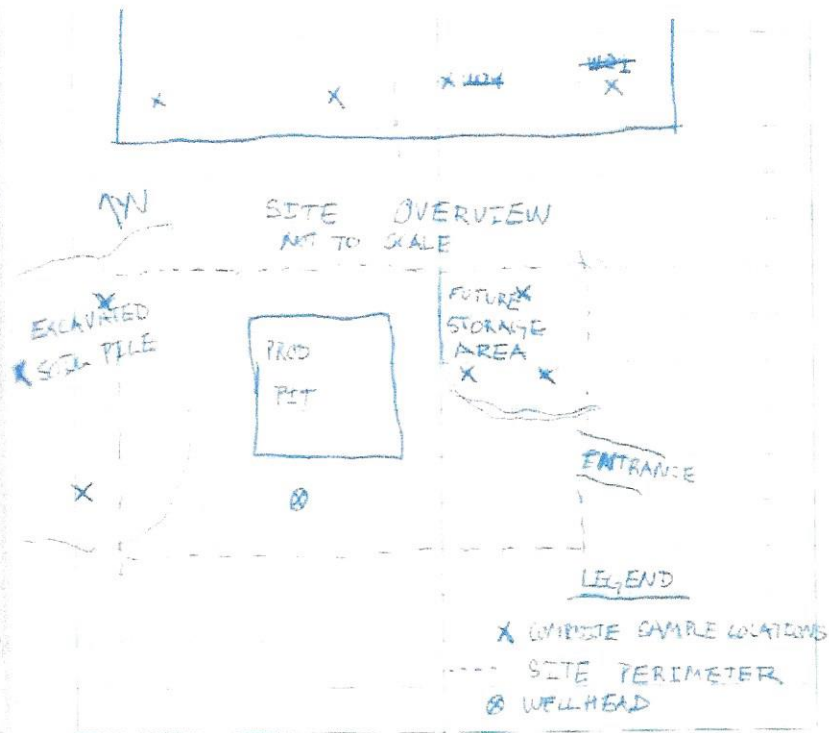 N
SITE OVERVIEW
NOT TO SCALE
EXCAVATED
SOIL PILE
PROD
PIT
FUTURE
STORAGE
AREA
ENTRANCE
LEGEND
X COMPOSITE SAMPLE LOCATIONS
---- SITE PERIMETER
⊗ WELLHEAD